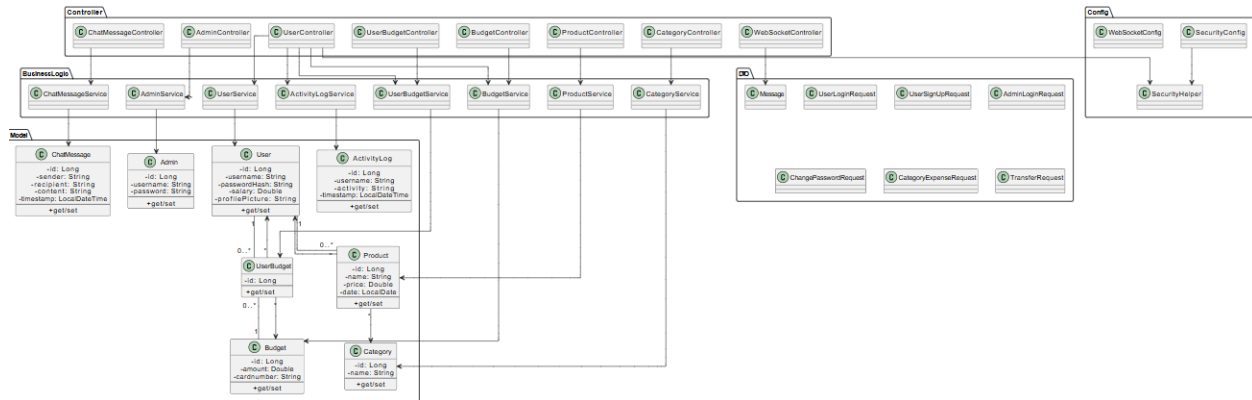 Controller
Config
C ChatMessageController
C AdminController
C UserController
C UserBudgetController
C BudgetController
C ProductController
C CategoryController
C WebSocketController
C WebSocketConfig
C SecurityConfig
BusinessLogic
DTO
C ChatMessageService
C AdminService
C UserService
C ActivityLogService
C UserBudgetService
C BudgetService
C ProductService
C CategoryService
C Message
C UserLoginRequest
C UserSignUpRequest
C AdminLoginRequest
C SecurityHelper
Model
C ChatMessage
-id: Long
-sender: String
-recipient: String
-content: String
-timestamp: LocalDateTime
+get/set
C Admin
-id: Long
-username: String
-password: String
+get/set
C User
-id: Long
-username: String
-passwordHash: String
-salary: Double
-profilePicture: String
+get/set
C ActivityLog
-id: Long
-username: String
-activity: String
-timestamp: LocalDateTime
+get/set
C ChangePasswordRequest
C CategoryExpenseRequest
C TransferRequest
1
1
0..*
*
0..*
*
C UserBudget
-id: Long
+get/set
C Product
-id: Long
-name: String
-price: Double
-date: LocalDate
+get/set
0..*
*
1
*
C Budget
-id: Long
-amount: Double
-cardnumber: String
+get/set
C Category
-id: Long
-name: String
+get/set